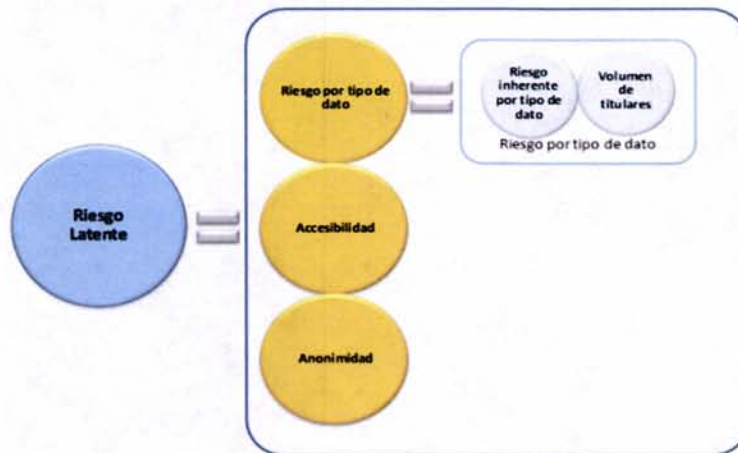 Riesgo por tipo de
dato
Riesgo
inherente
por tipo de
dato
Volumen
de
titulares
Riesgo por tipo de dato
Riesgo
Latente
Accesibilidad
Anonimidad